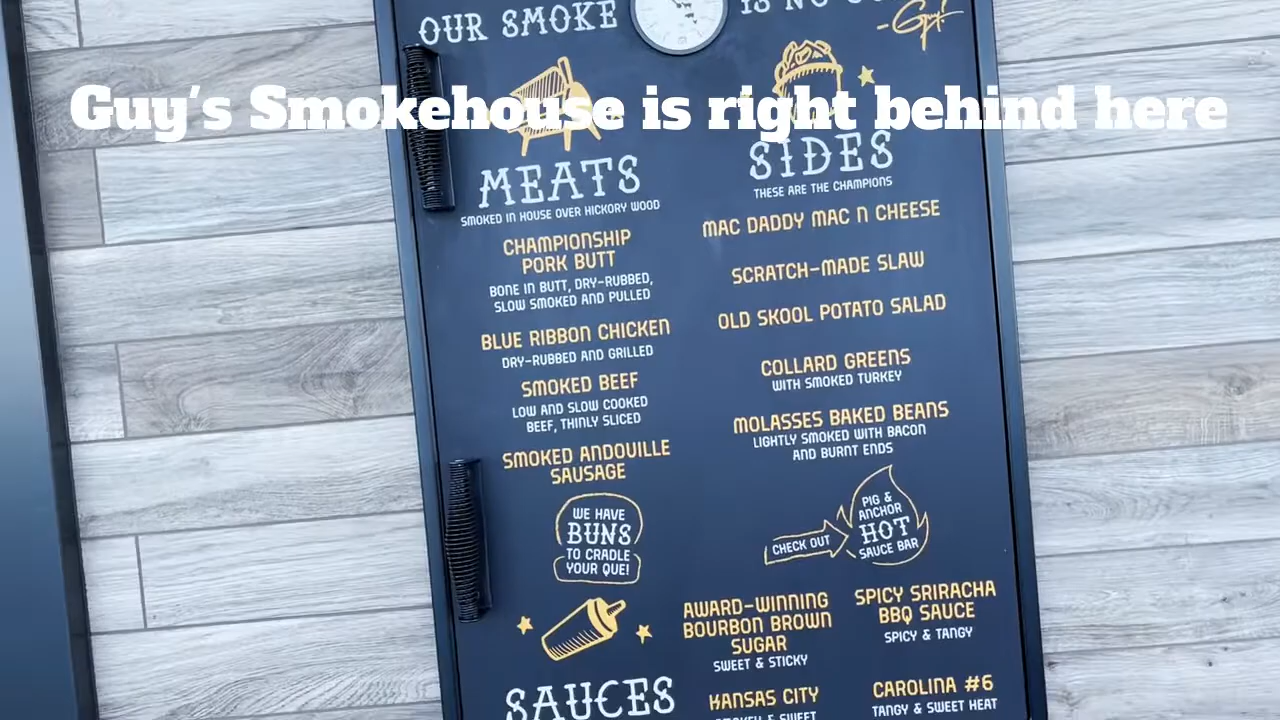 OUR SMOKE IS NO
-Guy!
Guy's Smokehouse is right behind here
MEATS
SMOKED IN HOUSE OVER HICKORY WOOD
CHAMPIONSHIP
PORK BUTT
BONE IN BUTT, DRY-RUBBED,
SLOW SMOKED AND PULLED
BLUE RIBBON CHICKEN
DRY-RUBBED AND GRILLED
SMOKED BEEF
LOW AND SLOW COOKED
BEEF, THINLY SLICED
SMOKED ANDOUILLE
SAUSAGE
WE HAVE
BUNS
TO CRADLE
YOUR QUE!
SIDES
THESE ARE THE CHAMPIONS
MAC DADDY MAC N CHEESE
SCRATCH-MADE SLAW
OLD SKOOL POTATO SALAD
COLLARD GREENS
WITH SMOKED TURKEY
MOLASSES BAKED BEANS
LIGHTLY SMOKED WITH BACON
AND BURNT ENDS
CHECK OUT
PIG &
ANCHOR
HOT
SAUCE BAR
SAUCES
AWARD-WINNING
BOURBON BROWN
SUGAR
SWEET & STICKY
KANSAS CITY
SMOKEY & SWEET
SPICY SRIRACHA
BBQ SAUCE
SPICY & TANGY
CAROLINA #6
TANGY & SWEET HEAT